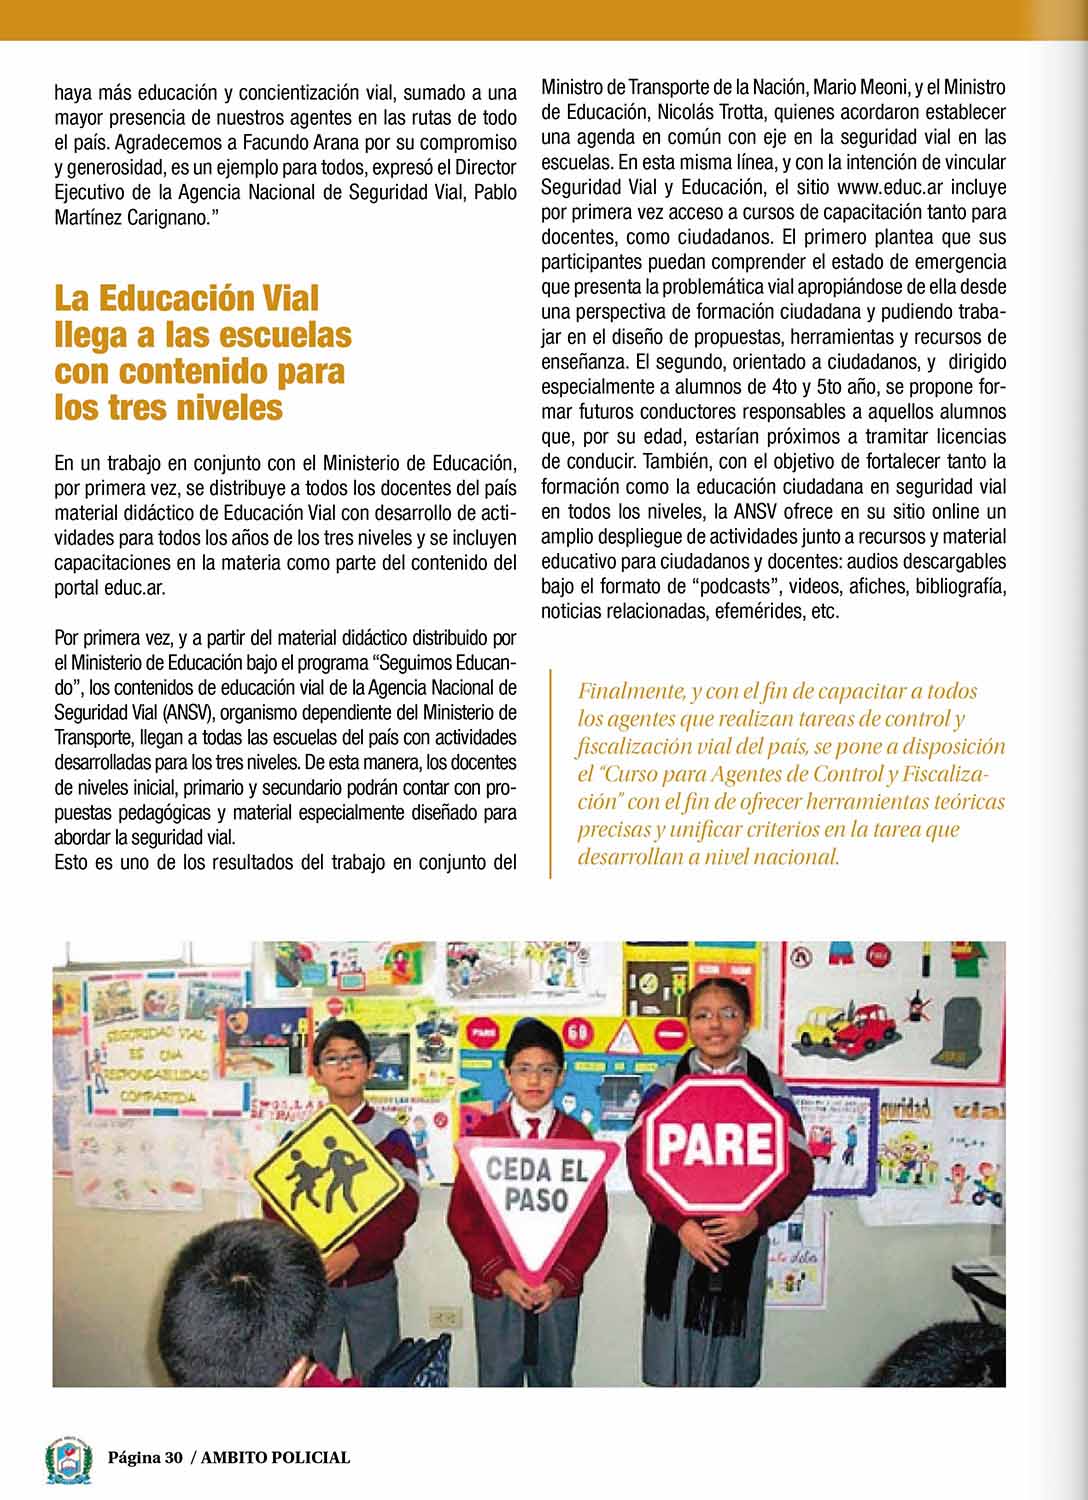 haya más educación y concientización vial, sumado a una
mayor presencia de nuestros agentes en las rutas de todo
el país. Agradecemos a Facundo Arana por su compromiso
y generosidad, es un ejemplo para todos, expresó el Director
Ejecutivo de la Agencia Nacional de Seguridad Vial, Pablo
Martínez Carignano.”
La Educación Vial
llega a las escuelas
con contenido para
los tres niveles
En un trabajo en conjunto con el Ministerio de Educación,
por primera vez, se distribuye a todos los docentes del país
material didáctico de Educación Vial con desarrollo de acti-
vidades para todos los años de los tres niveles y se incluyen
capacitaciones en la materia como parte del contenido del
portal educ.ar.
Por primera vez, y a partir del material didáctico distribuido por
el Ministerio de Educación bajo el programa “Seguimos Educan-
do”, los contenidos de educación vial de la Agencia Nacional de
Seguridad Vial (ANSV), organismo dependiente del Ministerio de
Transporte, llegan a todas las escuelas del país con actividades
desarrolladas para los tres niveles. De esta manera, los docentes
de niveles inicial, primario y secundario podrán contar con pro-
puestas pedagógicas y material especialmente diseñado para
abordar la seguridad vial.
Esto es uno de los resultados del trabajo en conjunto del
Ministro de Transporte de la Nación, Mario Meoni, y el Ministro
de Educación, Nicolás Trotta, quienes acordaron establecer
una agenda en común con eje en la seguridad vial en las
escuelas. En esta misma línea, y con la intención de vincular
Seguridad Vial y Educación, el sitio www.educ.ar incluye
por primera vez acceso a cursos de capacitación tanto para
docentes, como ciudadanos. El primero plantea que sus
participantes puedan comprender el estado de emergencia
que presenta la problemática vial apropiándose de ella desde
una perspectiva de formación ciudadana y pudiendo traba-
jar en el diseño de propuestas, herramientas y recursos de
enseñanza. El segundo, orientado a ciudadanos, y dirigido
especialmente a alumnos de 4to y 5to año, se propone for-
mar futuros conductores responsables a aquellos alumnos
que, por su edad, estarían próximos a tramitar licencias
de conducir. También, con el objetivo de fortalecer tanto la
formación como la educación ciudadana en seguridad vial
en todos los niveles, la ANSV ofrece en su sitio online un
amplio despliegue de actividades junto a recursos y material
educativo para ciudadanos y docentes: audios descargables
bajo el formato de “podcasts”, videos, afiches, bibliografía,
noticias relacionadas, efemérides, etc.
Finalmente, y con el fin de capacitar a todos
los agentes que realizan tareas de control y
fiscalización vial del país, se pone a disposición
el “Curso para Agentes de Control y Fiscaliza-
ción” con el fin de ofrecer herramientas teóricas
precisas y unificar criterios en la tarea que
desarrollan a nivel nacional.
SEGURIDAD VIAL
ES UNA
RESPONSABILIDAD
COMPARTIDA
PARE
60
guridad vial
CEDA EL
PASO
PARE
Página 30 / AMBITO POLICIAL